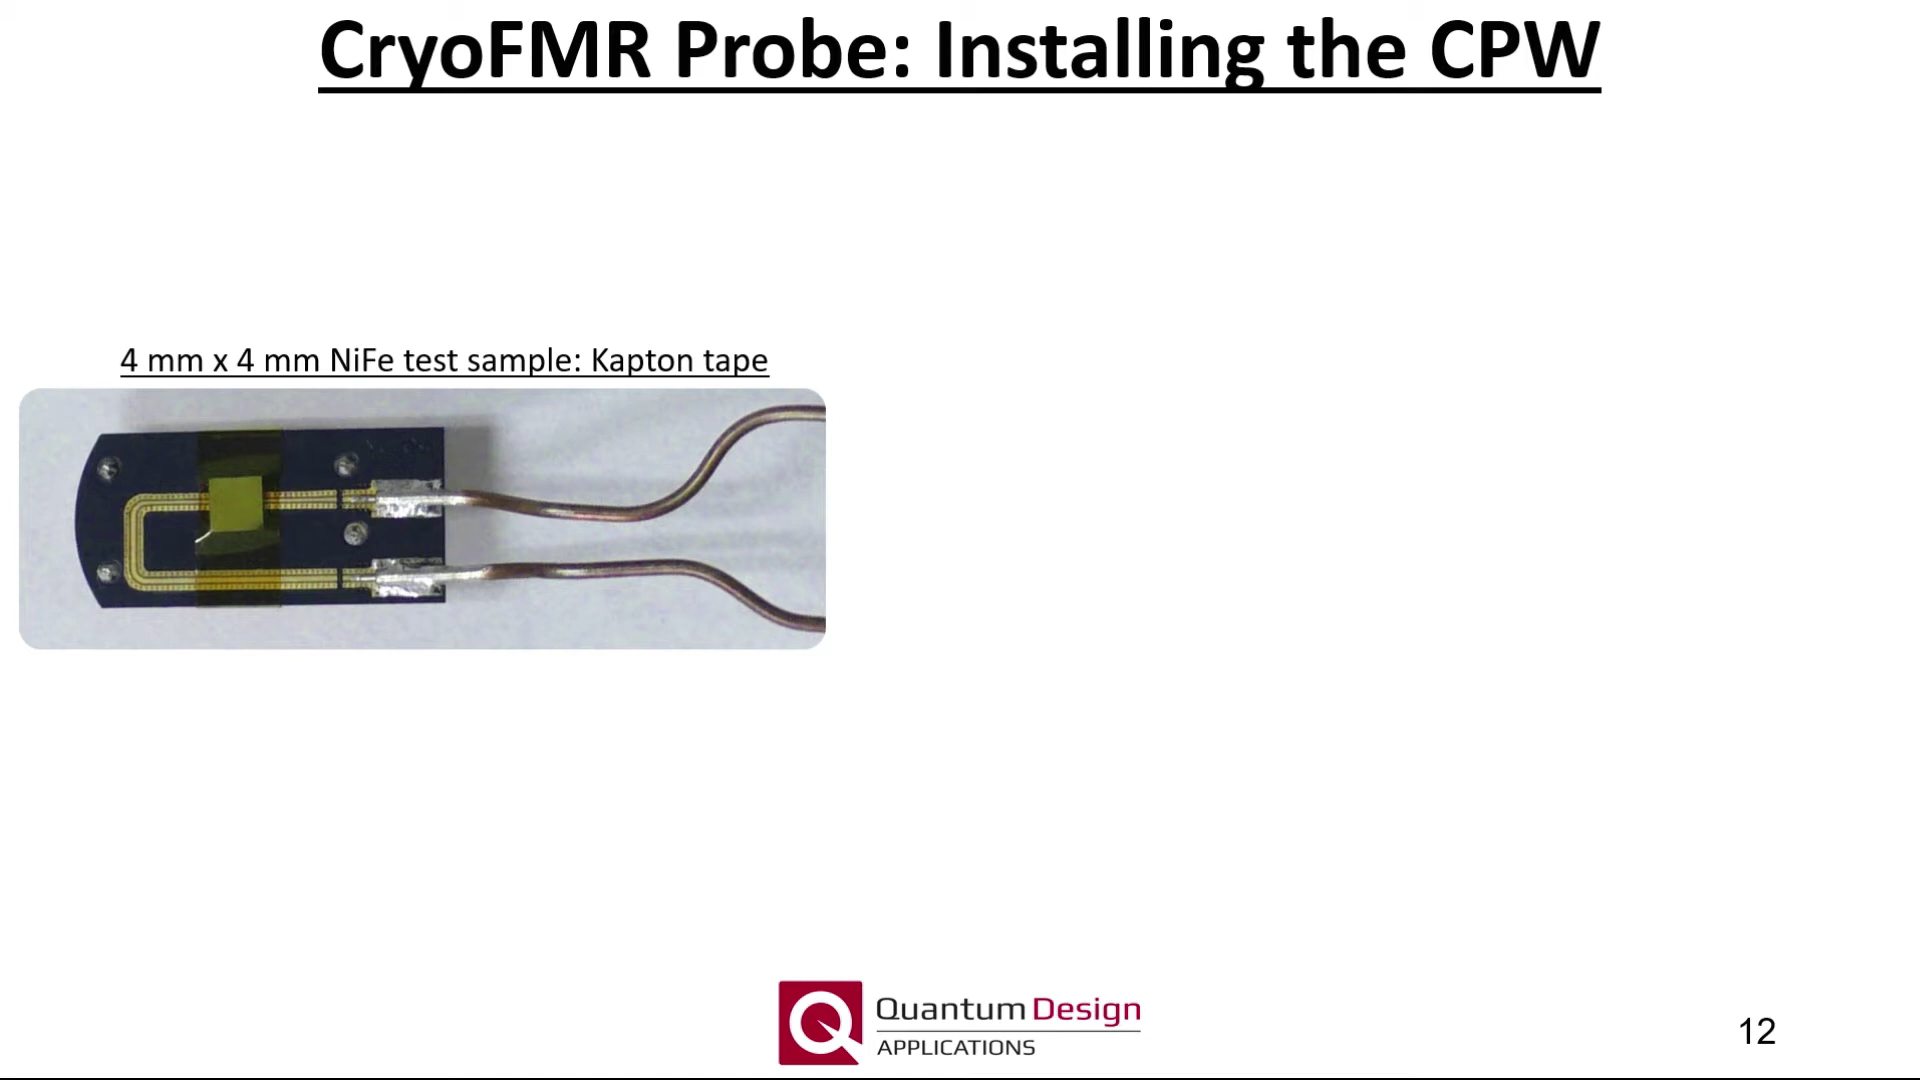 CryoFMR Probe: Installing the CPW
4 mm x 4 mm NiFe test sample: Kapton tape
Quantum Design
APPLICATIONS
12